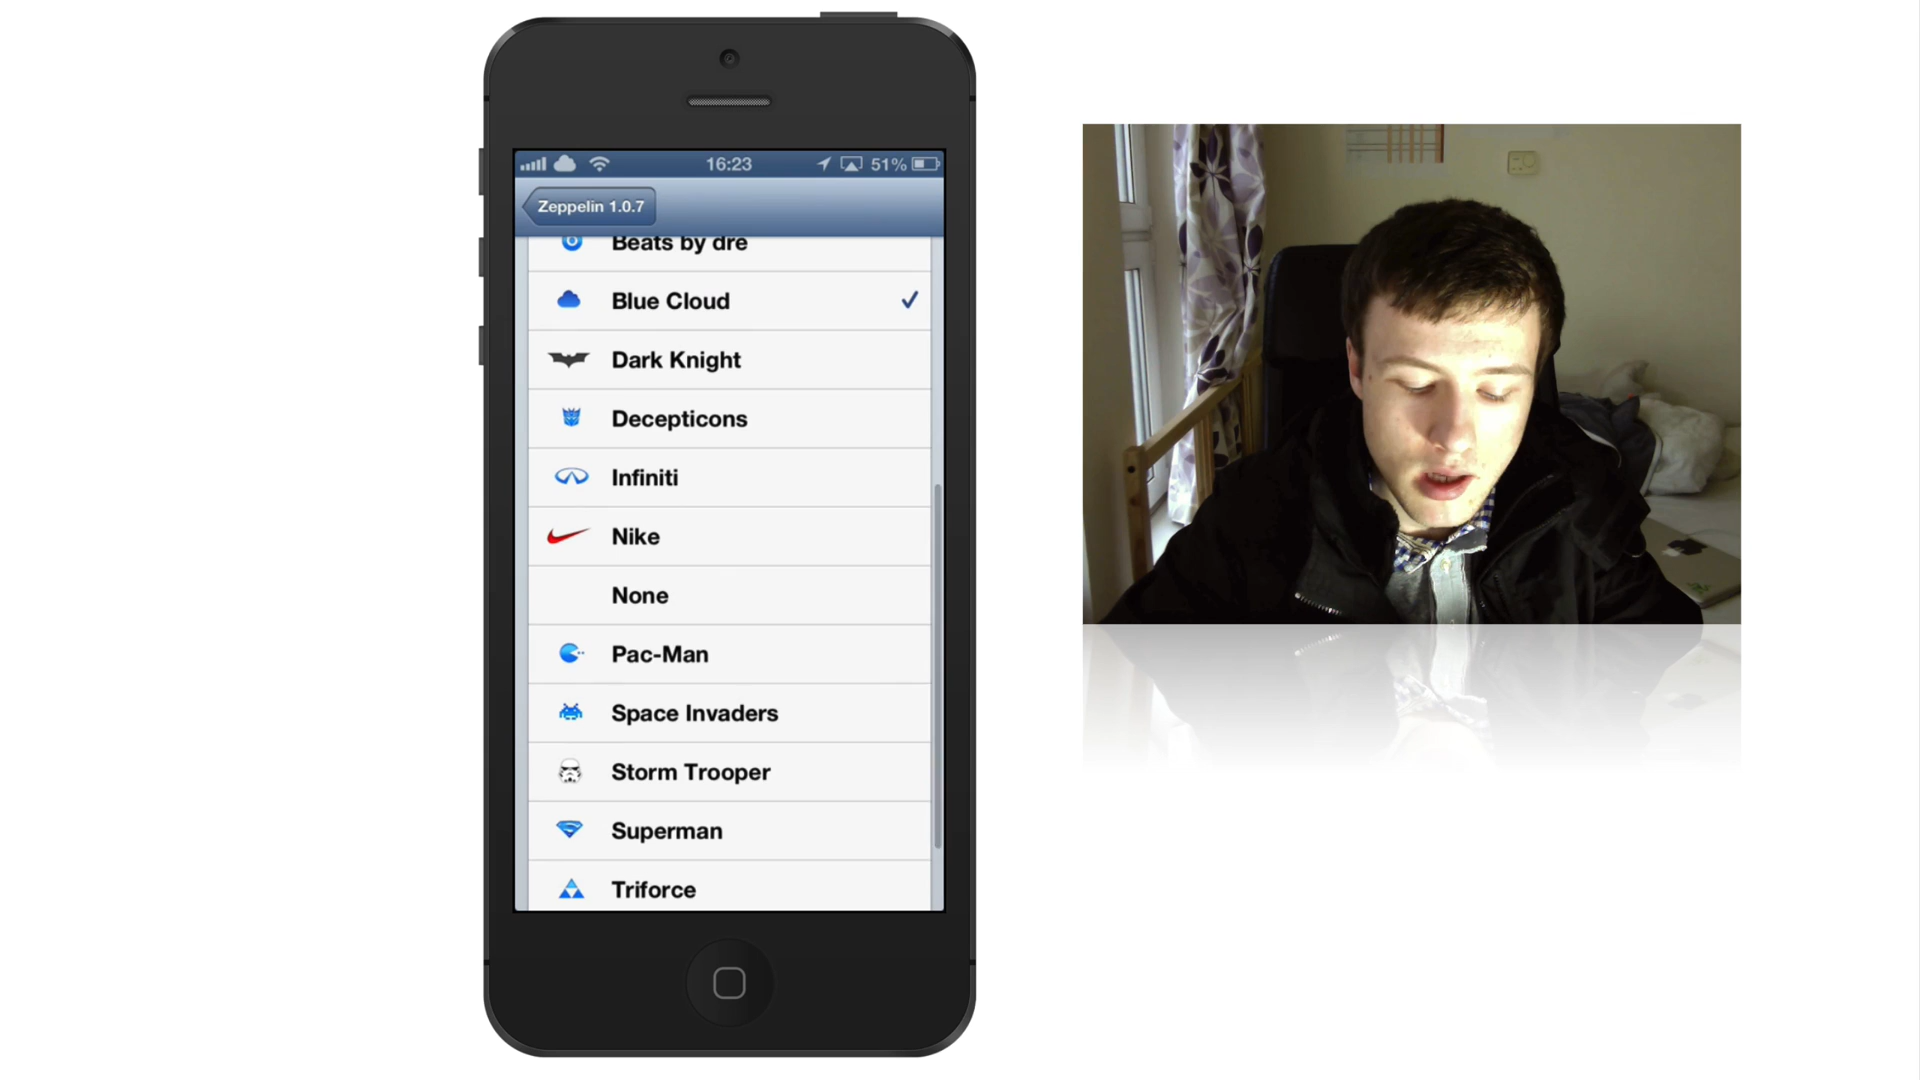 16:23
51%
Zeppelin 1.0.7
Beats by dre
Blue Cloud
Dark Knight
Decepticons
Infiniti
Nike
None
Pac-Man
Space Invaders
Storm Trooper
Superman
Triforce